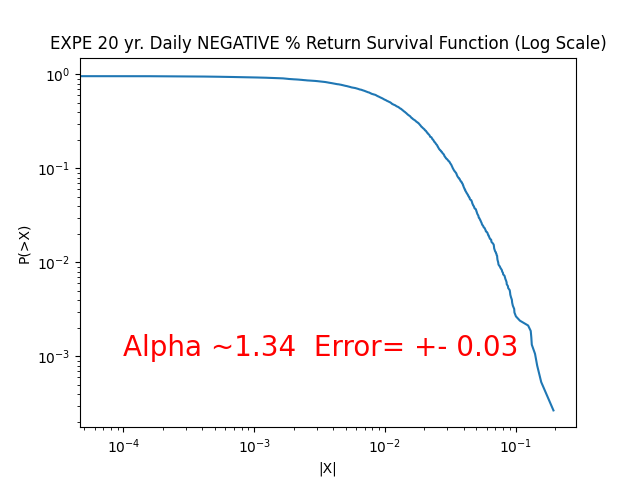 EXPE 20 yr. Daily NEGATIVE % Return Survival Function (Log Scale)
10⁰
10⁻¹
10⁻²
10⁻³
P(>X)
Alpha ~1.34  Error= +- 0.03
10⁻⁴ 10⁻³ 10⁻² 10⁻¹
|X|